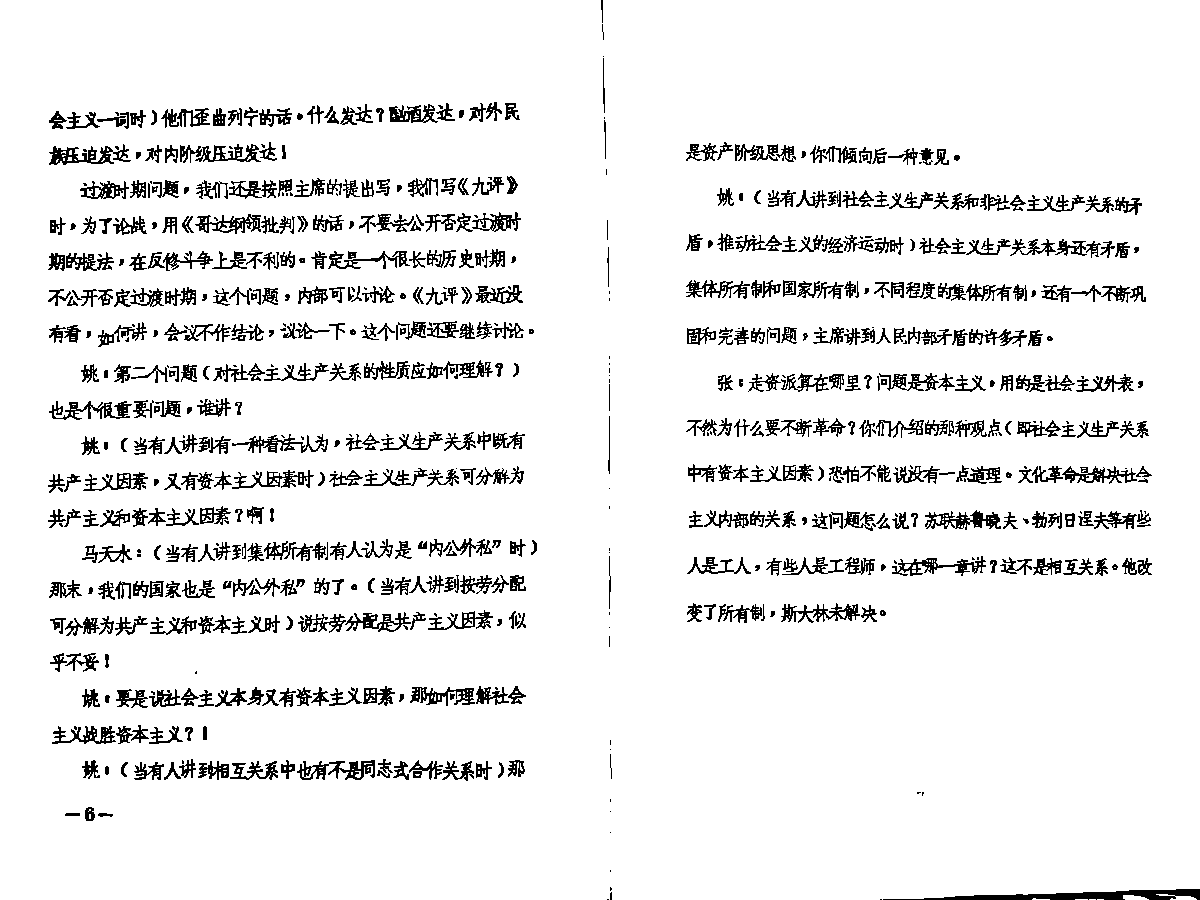 会主义一词时）他们歪曲列宁的话。什么发达？酗酒发达，对外民
族压迫发达，对内阶级压迫发达！
过渡时期问题，我们还是按照主席的提出写，我们写《九评》
时，为了论战，用《哥达纲领批判》的话，不要去公开否定过渡时
期的提法，在反修斗争上是不利的。肯定是一个很长的历史时期，
不公开否定过渡时期，这个问题，内部可以讨论。《九评》最近没
有看，如何讲，会议不作结论，议论一下。这个问题还要继续讨论。
姚：第二个问题（对社会主义生产关系的性质应如何理解？）
也是个很重要问题，谁讲？
姚：（当有人讲到有一种看法认为，社会主义生产关系中既有
共产主义因素，又有资本主义因素时）社会主义生产关系可分解为
共产主义和资本主义因素？啊！
马天水：（当有人讲到集体所有制有人认为是“内公外私”时）
那末，我们的国家也是“内公外私”的了。（当有人讲到按劳分配
可分解为共产主义和资本主义时）说按劳分配是共产主义因素，似
乎不妥！
姚：要是说社会主义本身又有资本主义因素，那如何理解社会
主义战胜资本主义？！
姚：（当有人讲到相互关系中也有不是同志式合作关系时）那
—6—
是资产阶级思想，你们倾向后一种意见。
姚：（当有人讲到社会主义生产关系和非社会主义生产关系的矛
盾，推动社会主义的经济运动时）社会主义生产关系本身还有矛盾，
集体所有制和国家所有制，不同程度的集体所有制，还有一个不断巩
固和完善的问题，主席讲到人民内部矛盾的许多矛盾。
张：走资派算在哪里？问题是资本主义，用的是社会主义外表，
不然为什么要不断革命？你们介绍的那种观点（即社会主义生产关系
中有资本主义因素）恐怕不能说没有一点道理。文化革命是解决社会
主义内部的关系，这问题怎么说？苏联赫鲁晓夫、勃列日涅夫等有些
人是工人，有些人是工程师，这在哪一章讲？这不是相互关系。他改
变了所有制，斯大林未解决。